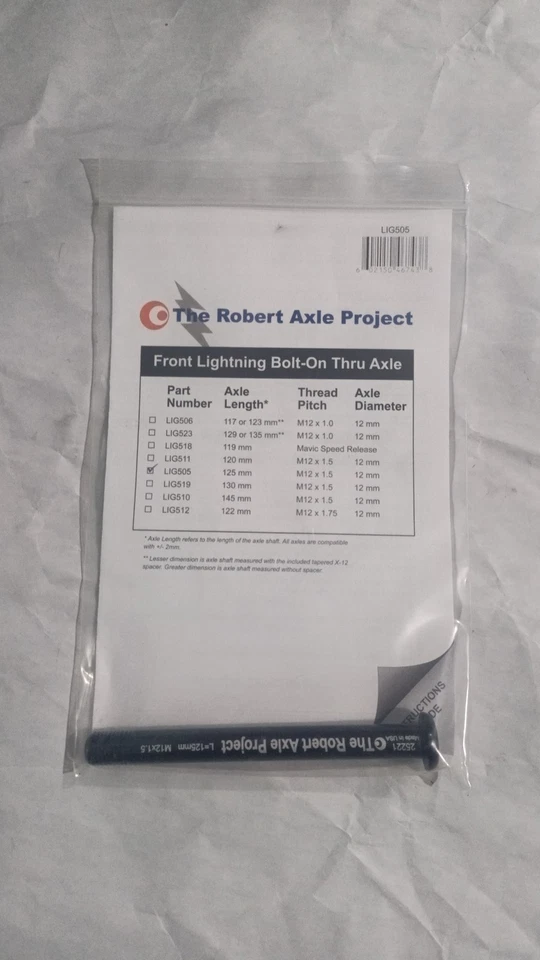 LIG505
The Robert Axle Project
Front Lightning Bolt-On Thru Axle
Part Number Axle Length* Thread Pitch Axle Diameter
LIG506 117 or 123 mm** M12 x 1.0 12 mm
LIG523 129 or 135 mm** M12 x 1.0 12 mm
LIG518 119 mm Mavic Speed Release
LIG511 120 mm M12 x 1.5 12 mm
LIG505 125 mm M12 x 1.5 12 mm
LIG519 130 mm M12 x 1.5 12 mm
LIG510 145 mm M12 x 1.5 12 mm
LIG512 122 mm M12 x 1.75 12 mm
* Axle Length refers to the length of the axle shaft. All axles are compatible
with +/- 2mm.
** Lesser dimension is axle shaft measured with the included tapered X-12
spacer. Greater dimension is axle shaft measured without spacer.
2S221
Made in USA
The Robert Axle Project L=125mm M12x1.5